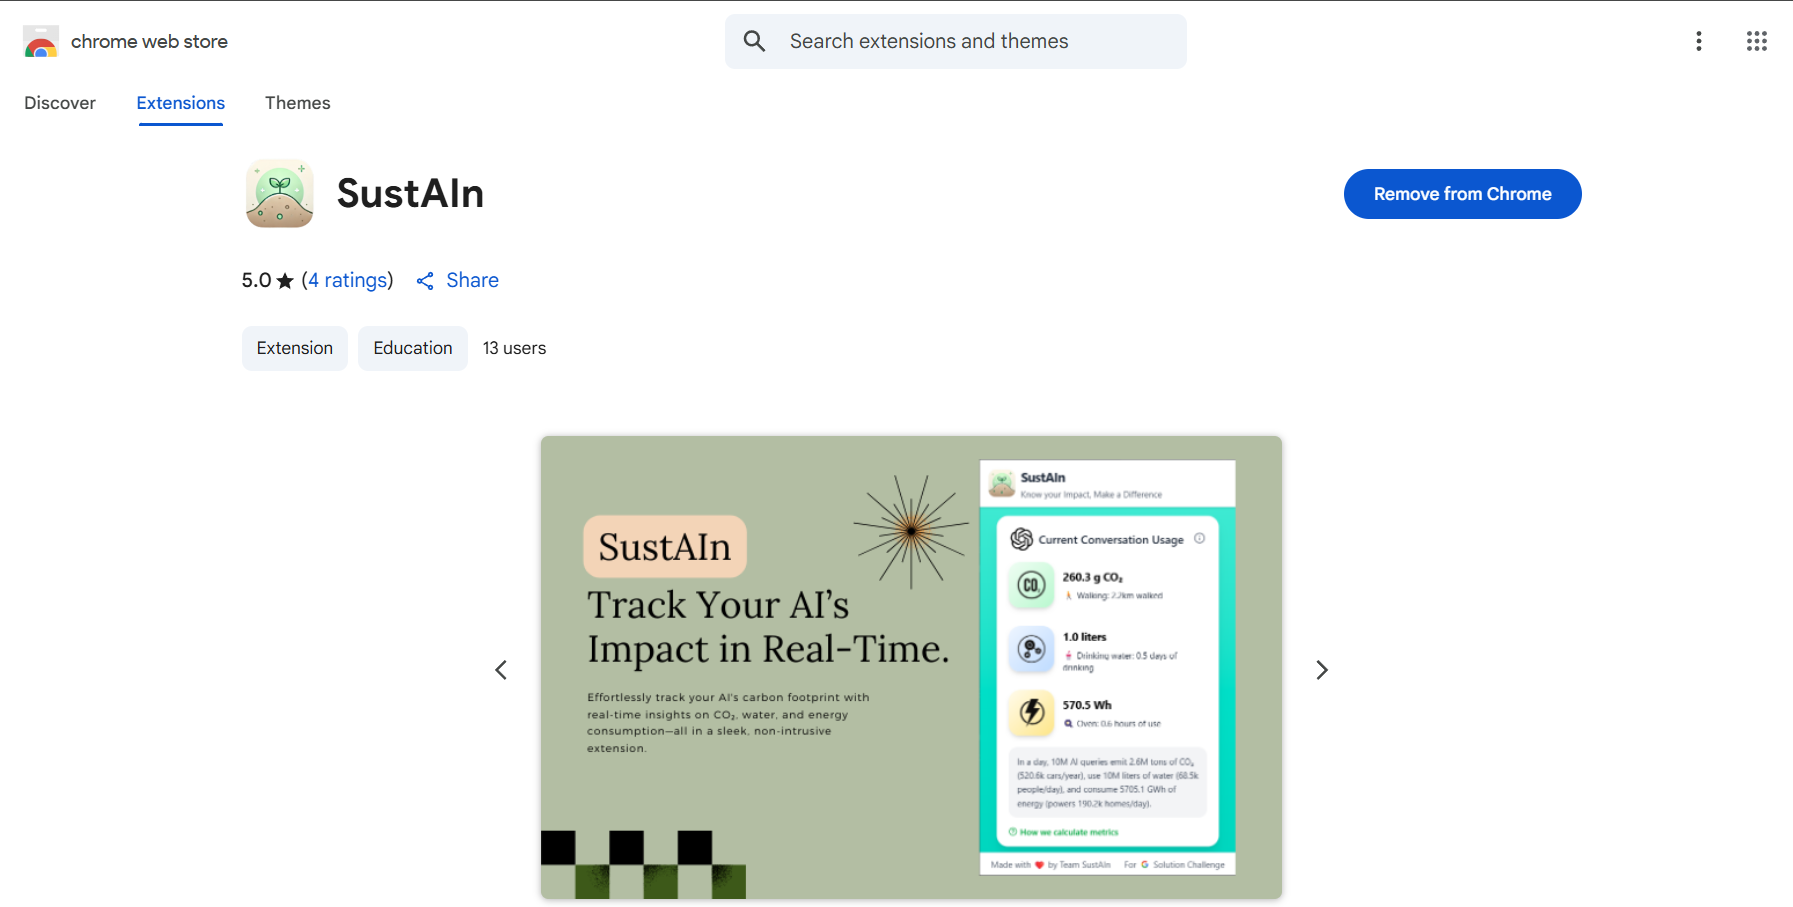 chrome web store
Search extensions and themes
Discover
Extensions
Themes
SustAIn
Remove from Chrome
5.0 ★ (4 ratings)
Share
Extension
Education
13 users
SustAIn
Track Your AI’s
Impact in Real-Time.
Effortlessly track your AI's carbon footprint with
real-time insights on CO₂, water, and energy
consumption—all in a sleek, non-intrusive
extension.
SustAIn
Know your Impact, Make a Difference
Current Conversation Usage
CO₂
260.3 g CO₂
Walking: 2.2km walked
1.0 liters
Drinking water: 0.5 days of
drinking
570.5 Wh
Oven: 0.6 hours of use
In a day, 10M AI queries emit 2.6M tons of CO₂
(520.6k cars/year), use 10M liters of water (68.5k
people/day), and consume 5705.1 GWh of
energy (powers 190.2k homes/day).
How we calculate metrics
Made with ❤ by Team SustAIn
For G Solution Challenge